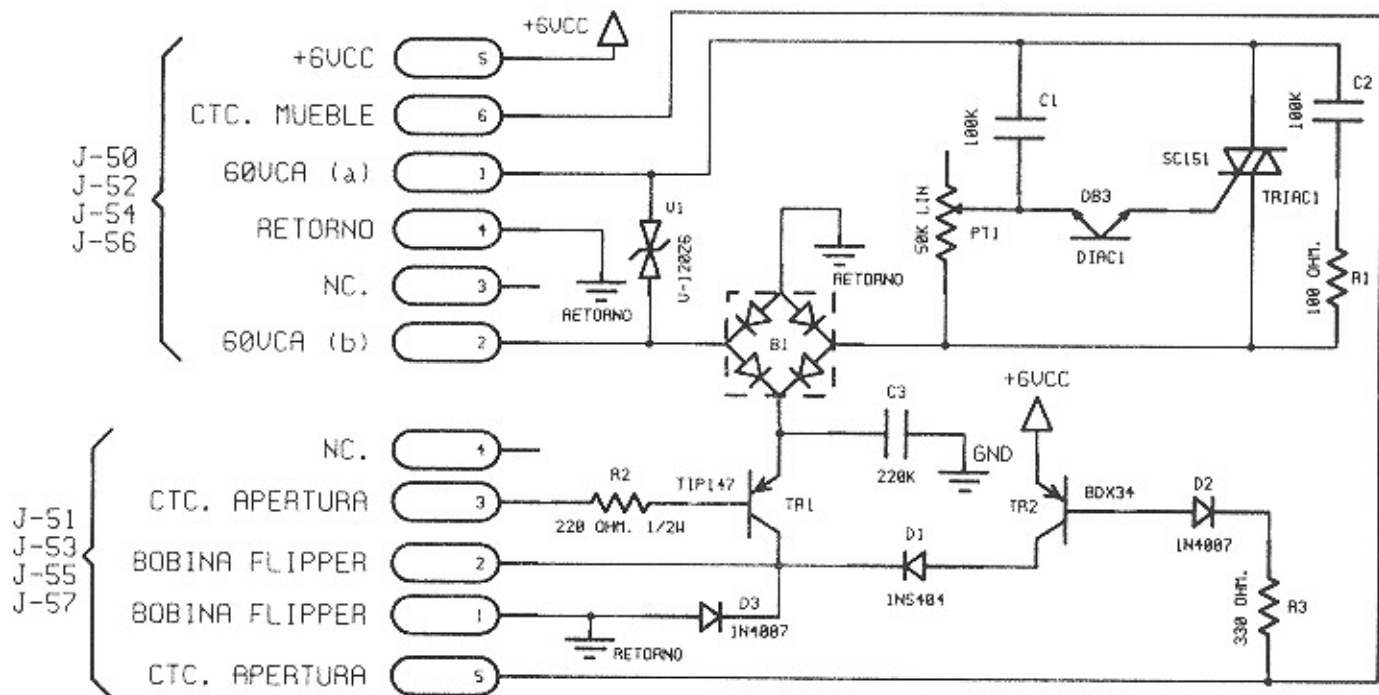 +6VCC
+6VCC 5
CTC. MUEBLE 6
J-50
J-52
J-54
J-56
60VCA (a) 1
RETORNO 4
NC. 3
60VCA (b) 2
V1
V-120Z6
RETORNO
RETORNO
B1
C1
100K
C2
100K
SC151
TRIAC1
DB3
DIAC1
50K LIN
PT1
100 OHM.
R1
J-51
J-53
J-55
J-57
NC. 4
CTC. APERTURA 3
BOBINA FLIPPER 2
BOBINA FLIPPER 1
CTC. APERTURA 5
R2
220 OHM. 1/2W
TIP147
TR1
C3
220K
GND
+6VCC
TR2
BDX34
D2
1N4007
D1
1N5404
D3
1N4007
RETORNO
330 OHM.
R3